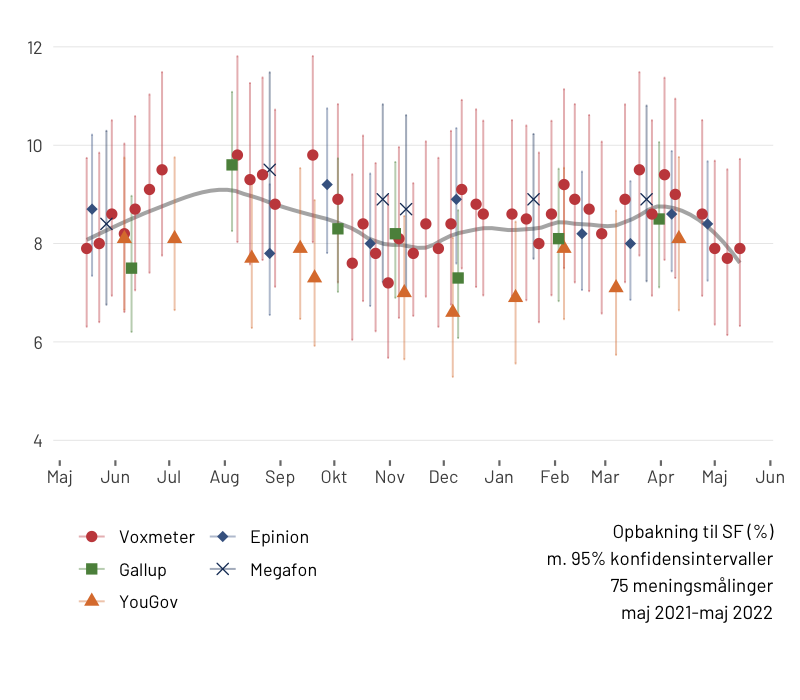 12
10
8
6
4
Maj Jun Jul Aug Sep Okt Nov Dec Jan Feb Mar Apr Maj Jun
Voxmeter Epinion
Gallup Megafon
YouGov
Opbakning til SF (%)
m. 95% konfidensintervaller
75 meningsmålinger
maj 2021-maj 2022